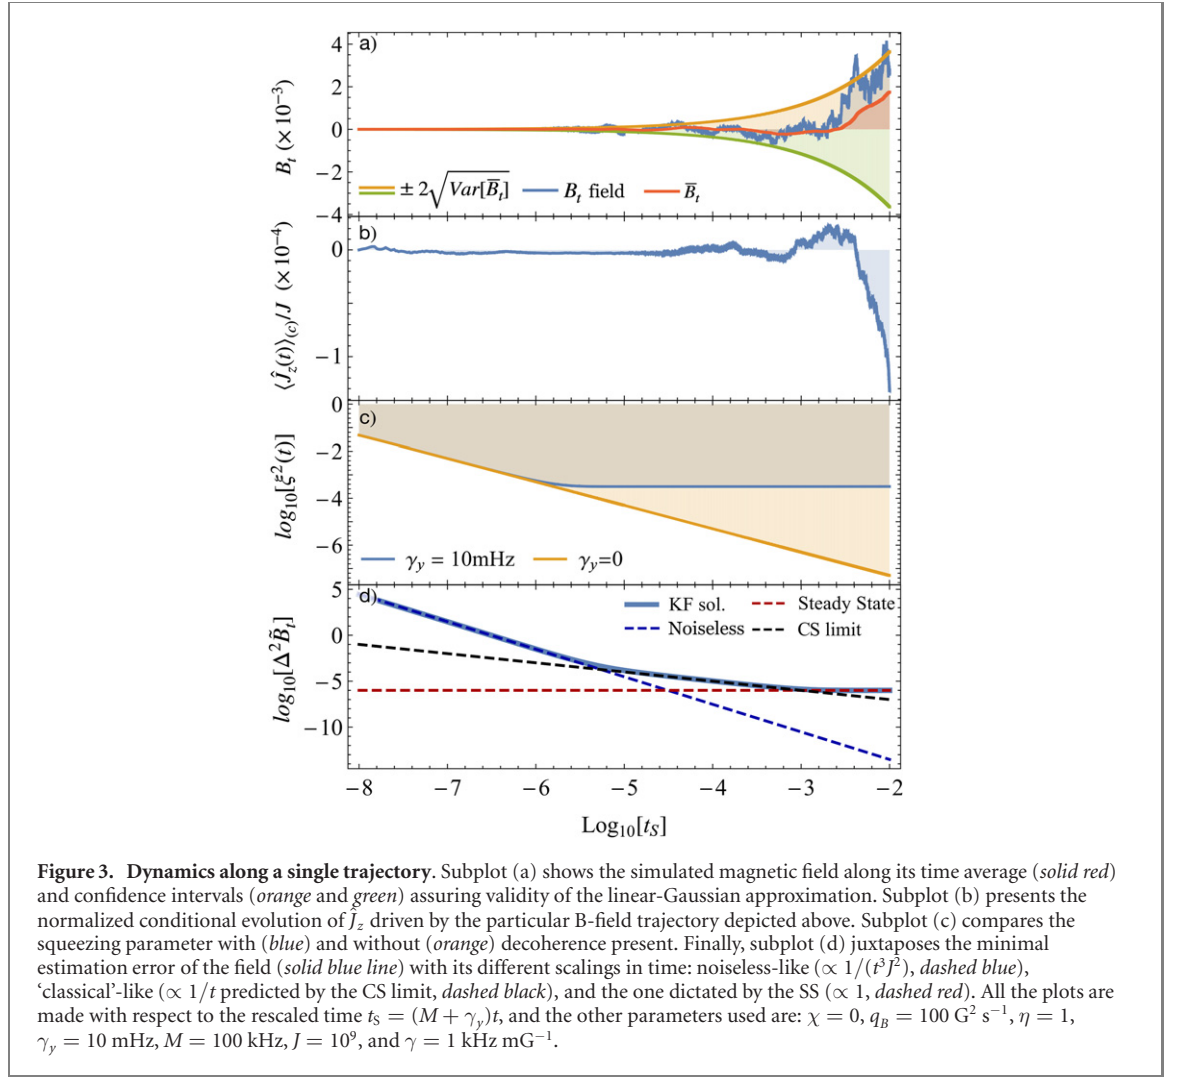 a)
4
2
0
−2
−4
B_t (× 10^−3)
± 2√Var[B̅_t]
B_t field
B̅_t
b)
0
−1
⟨Ĵ_z(t)⟩_(c)/J (× 10^−4)
c)
0
−2
−4
−6
log10[ξ²(t)]
γ_y = 10mHz
γ_y=0
d)
5
0
−5
−10
log10[Δ²B̃_t]
KF sol.
Steady State
Noiseless
CS limit
−8 −7 −6 −5 −4 −3 −2
Log10[t_S]
Figure 3. Dynamics along a single trajectory. Subplot (a) shows the simulated magnetic field along its time average (solid red)
and confidence intervals (orange and green) assuring validity of the linear-Gaussian approximation. Subplot (b) presents the
normalized conditional evolution of Ĵ_z driven by the particular B-field trajectory depicted above. Subplot (c) compares the
squeezing parameter with (blue) and without (orange) decoherence present. Finally, subplot (d) juxtaposes the minimal
estimation error of the field (solid blue line) with its different scalings in time: noiseless-like (∝ 1/(t³J²), dashed blue),
‘classical’-like (∝ 1/t predicted by the CS limit, dashed black), and the one dictated by the SS (∝ 1, dashed red). All the plots are
made with respect to the rescaled time t_S = (M + γ_y)t, and the other parameters used are: χ = 0, q_B = 100 G² s⁻¹, η = 1,
γ_y = 10 mHz, M = 100 kHz, J = 10⁹, and γ = 1 kHz mG⁻¹.